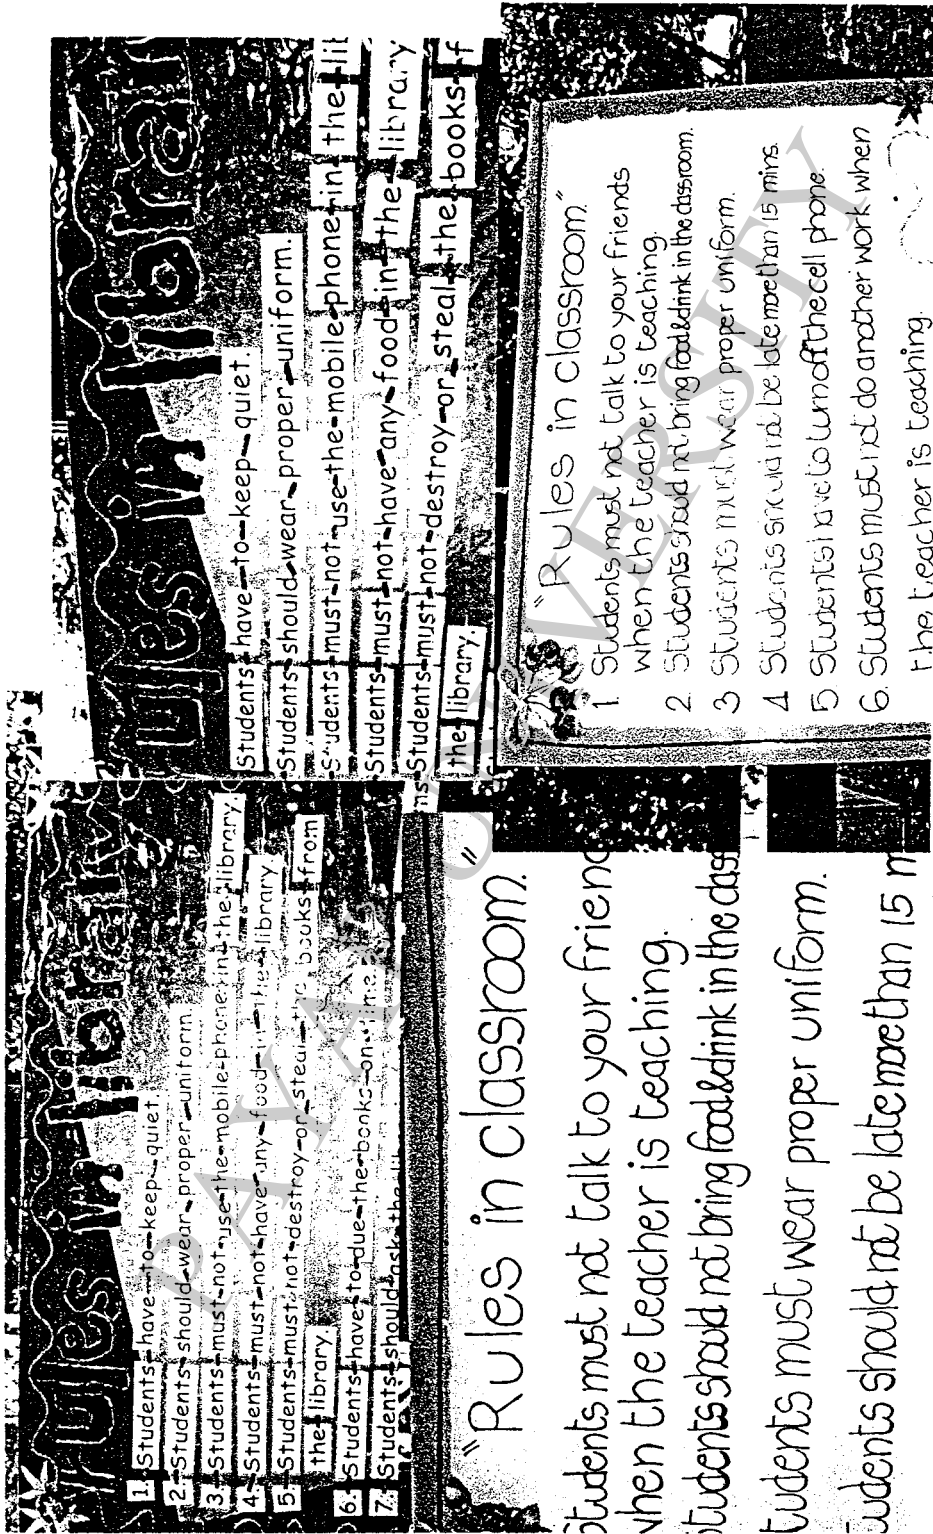 rules in library
1. Students have to keep quiet.
2. Students should wear proper uniform.
3. Students must not use the mobile phone in the library.
4. Students must not have any food in the library
5. Students must not destroy or steal the books from
the library.
6. Students have to due the books on time.
7. Students should ask the lib
rules in library
Students have to keep quiet.
Students should wear proper uniform.
Students must not use the mobile phone in the lib
Students must not have any food in the library
Students must not destroy or steal the books f
the library.
"Rules in classroom."
Students must not talk to your friend
when the teacher is teaching.
Students should not bring food&drink in the class
tudents must wear proper uniform.
udents should not be late more than 15 m
"Rules in classroom"
1. Students must not talk to your friends
when the teacher is teaching.
2 Students should not bring food&drink in the classroom.
3 Students must wear proper uniform.
4 Students should not be late more than 15 mins.
5 Students have to turn off the cell phone.
6. Students must not do another work when
the teacher is teaching.
PAYAP UNIVERSITY